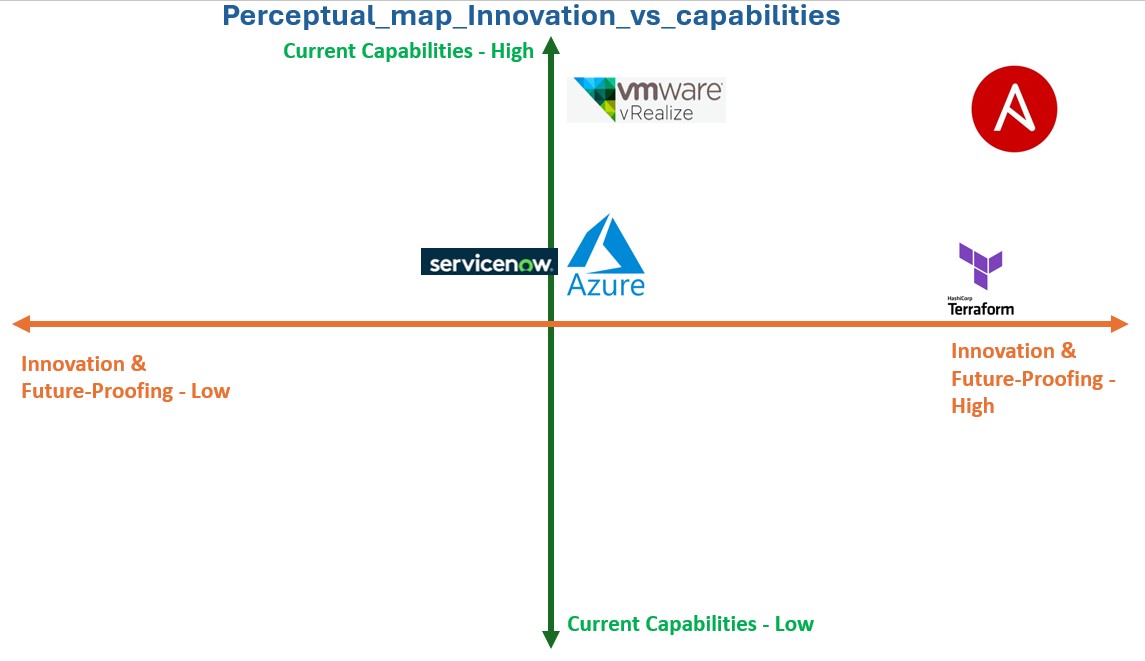 Perceptual_map_Innovation_vs_capabilities
Current Capabilities - High
vmware
vRealize
servicenow
Azure
HashiCorp
Terraform
Innovation &
Future-Proofing - Low
Innovation &
Future-Proofing -
High
Current Capabilities - Low